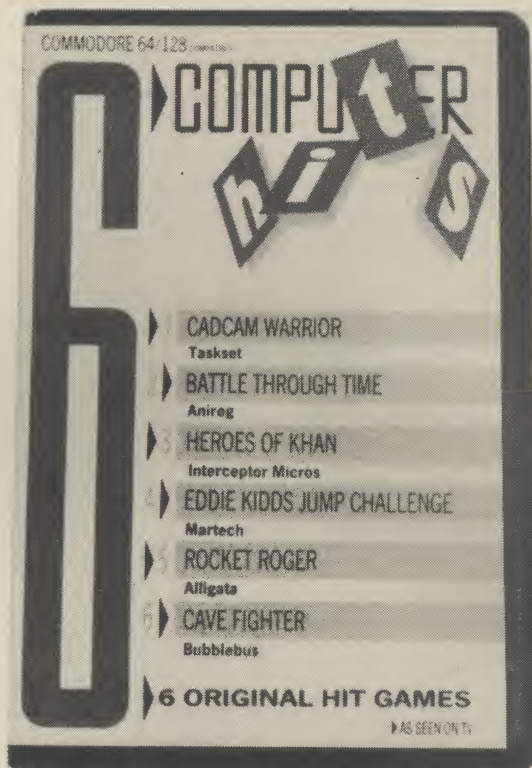 COMMODORE 64/128
6
COMPUTER
hits
1 CADCAM WARRIOR
Taskset
2 BATTLE THROUGH TIME
Anirog
3 HEROES OF KHAN
Interceptor Micros
4 EDDIE KIDDS JUMP CHALLENGE
Martech
5 ROCKET ROGER
Alligata
6 CAVE FIGHTER
Bubblebus
6 ORIGINAL HIT GAMES
AS SEEN ON TV